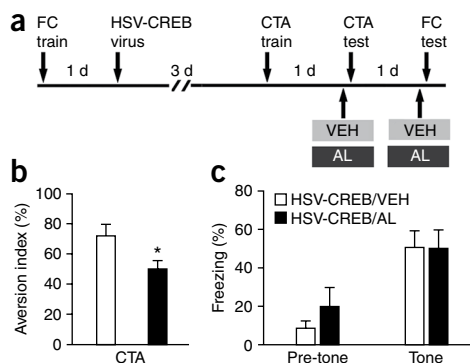 a
FC train
HSV-CREB virus
CTA train
CTA test
FC test
1 d
3 d
1 d
1 d
VEH
VEH
AL
AL
b
Aversion index (%)
100
80
60
40
20
0
*
CTA
c
HSV-CREB/VEH
HSV-CREB/AL
Freezing (%)
80
60
40
20
0
Pre-tone
Tone